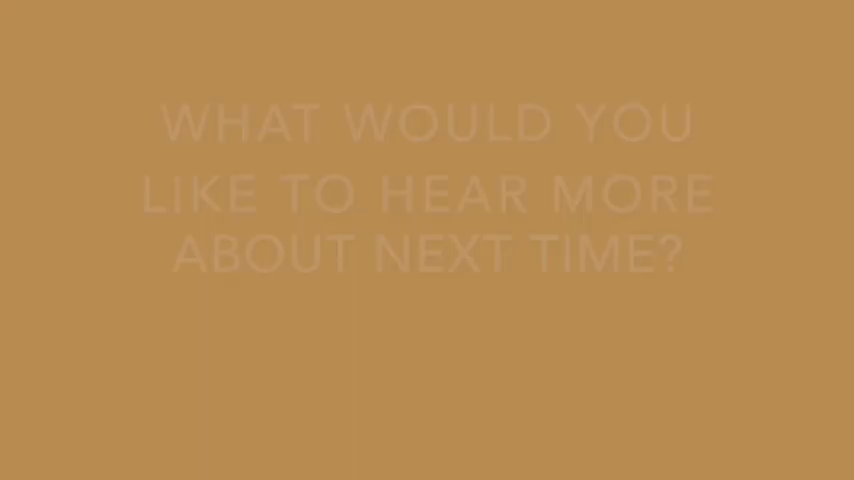 WHAT WOULD YOU
LIKE TO HEAR MORE
ABOUT NEXT TIME?